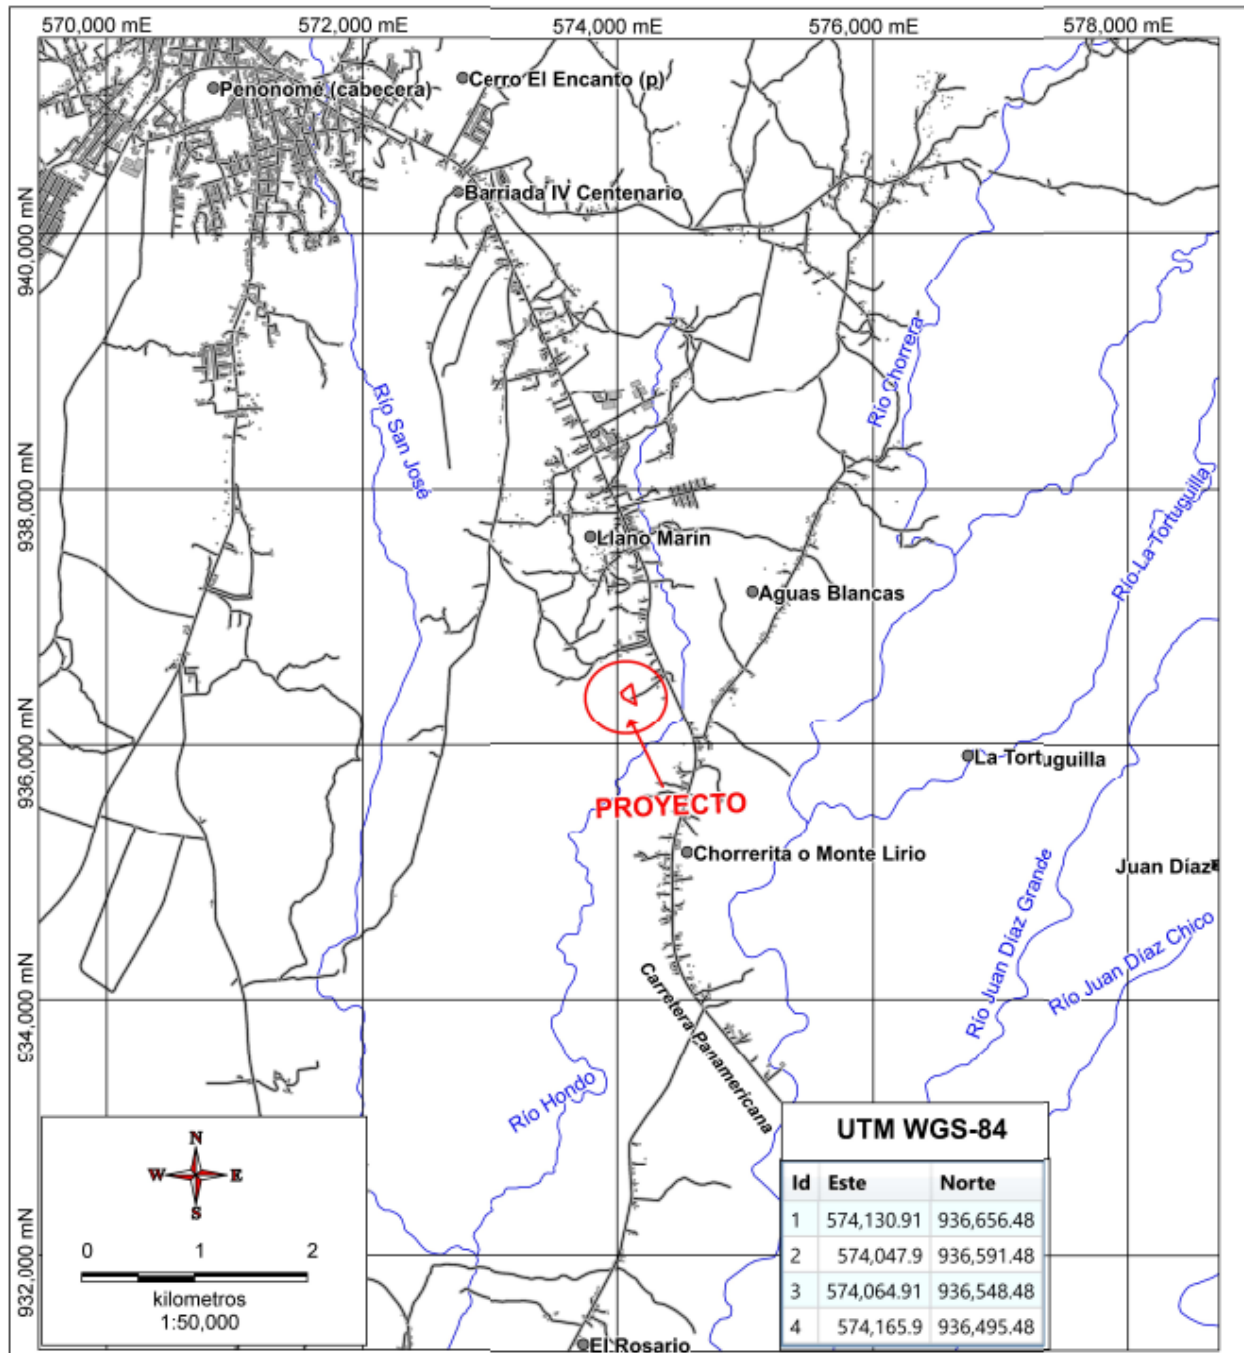 570,000 mE
572,000 mE
574,000 mE
576,000 mE
578,000 mE
Cerro El Encanto (p)
Penonomé (cabecera)
Barriada IV Centenario
940,000 mN
Río Chorrera
Río San José
938,000 mN
Río La Tortuguilla
Llano Marín
Aguas Blancas
936,000 mN
La Tortuguilla
PROYECTO
Chorrerita o Monte Lirio
Juan Díaz
Río Juan Díaz Grande
Río Juan Díaz Chico
934,000 mN
Carretera Panamericana
Río Hondo
N
W E
S
0 1 2
kilometros
1:50,000
932,000 mN
El Rosario
UTM WGS-84
Id Este Norte
1 574,130.91 936,656.48
2 574,047.9 936,591.48
3 574,064.91 936,548.48
4 574,165.9 936,495.48